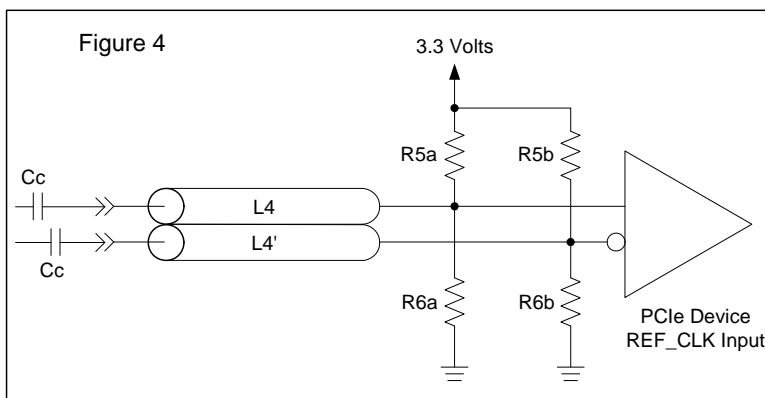 Figure 4
3.3 Volts
R5a
R5b
Cc
L4
L4'
Cc
R6a
R6b
PCIe Device
REF_CLK Input